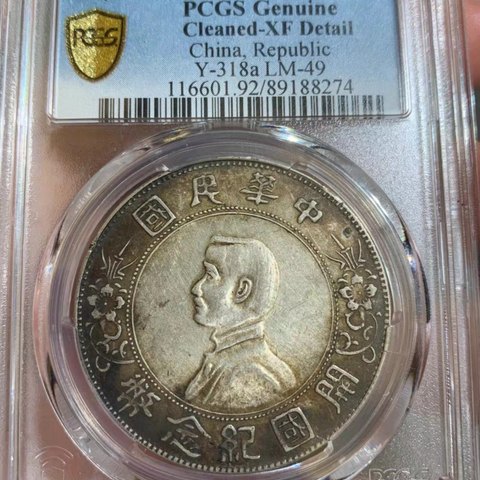 PCGS
PCGS Genuine
Cleaned-XF Detail
China, Republic
Y-318a LM-49
116601.92/89188274
中華民國
開國紀念幣